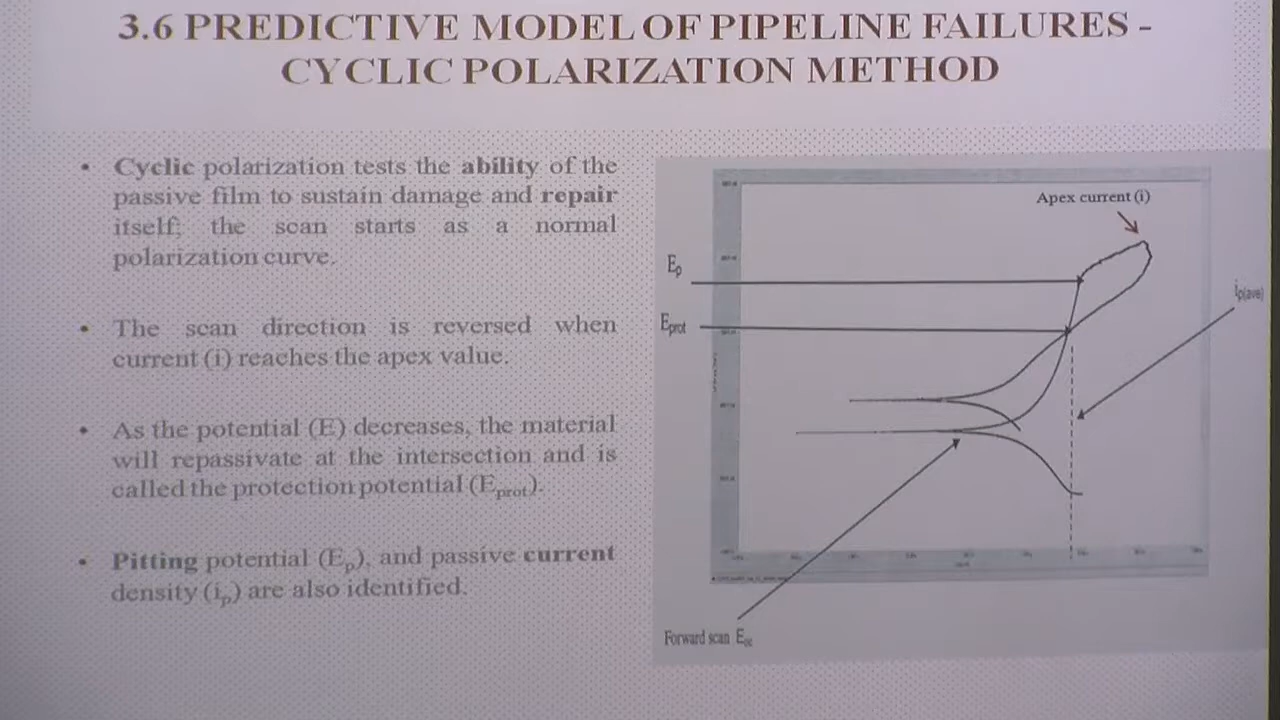 3.6 PREDICTIVE MODEL OF PIPELINE FAILURES -
CYCLIC POLARIZATION METHOD
• Cyclic polarization tests the ability of the
passive film to sustain damage and repair
itself; the scan starts as a normal
polarization curve.
• The scan direction is reversed when
current (i) reaches the apex value.
• As the potential (E) decreases, the material
will repassivate at the intersection and is
called the protection potential (Eprot).
• Pitting potential (Ep), and passive current
density (ip) are also identified.
Apex current (i)
Ep
ip(ave)
Eprot
Forward scan Eoc